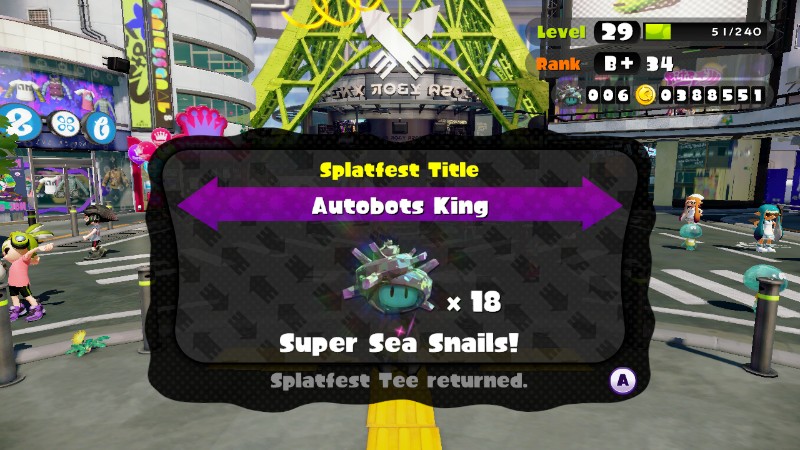 Level 29 51/240
Rank B+ 34
006 0388551
Splatfest Title
Autobots King
× 18
Super Sea Snails!
Splatfest Tee returned.
A